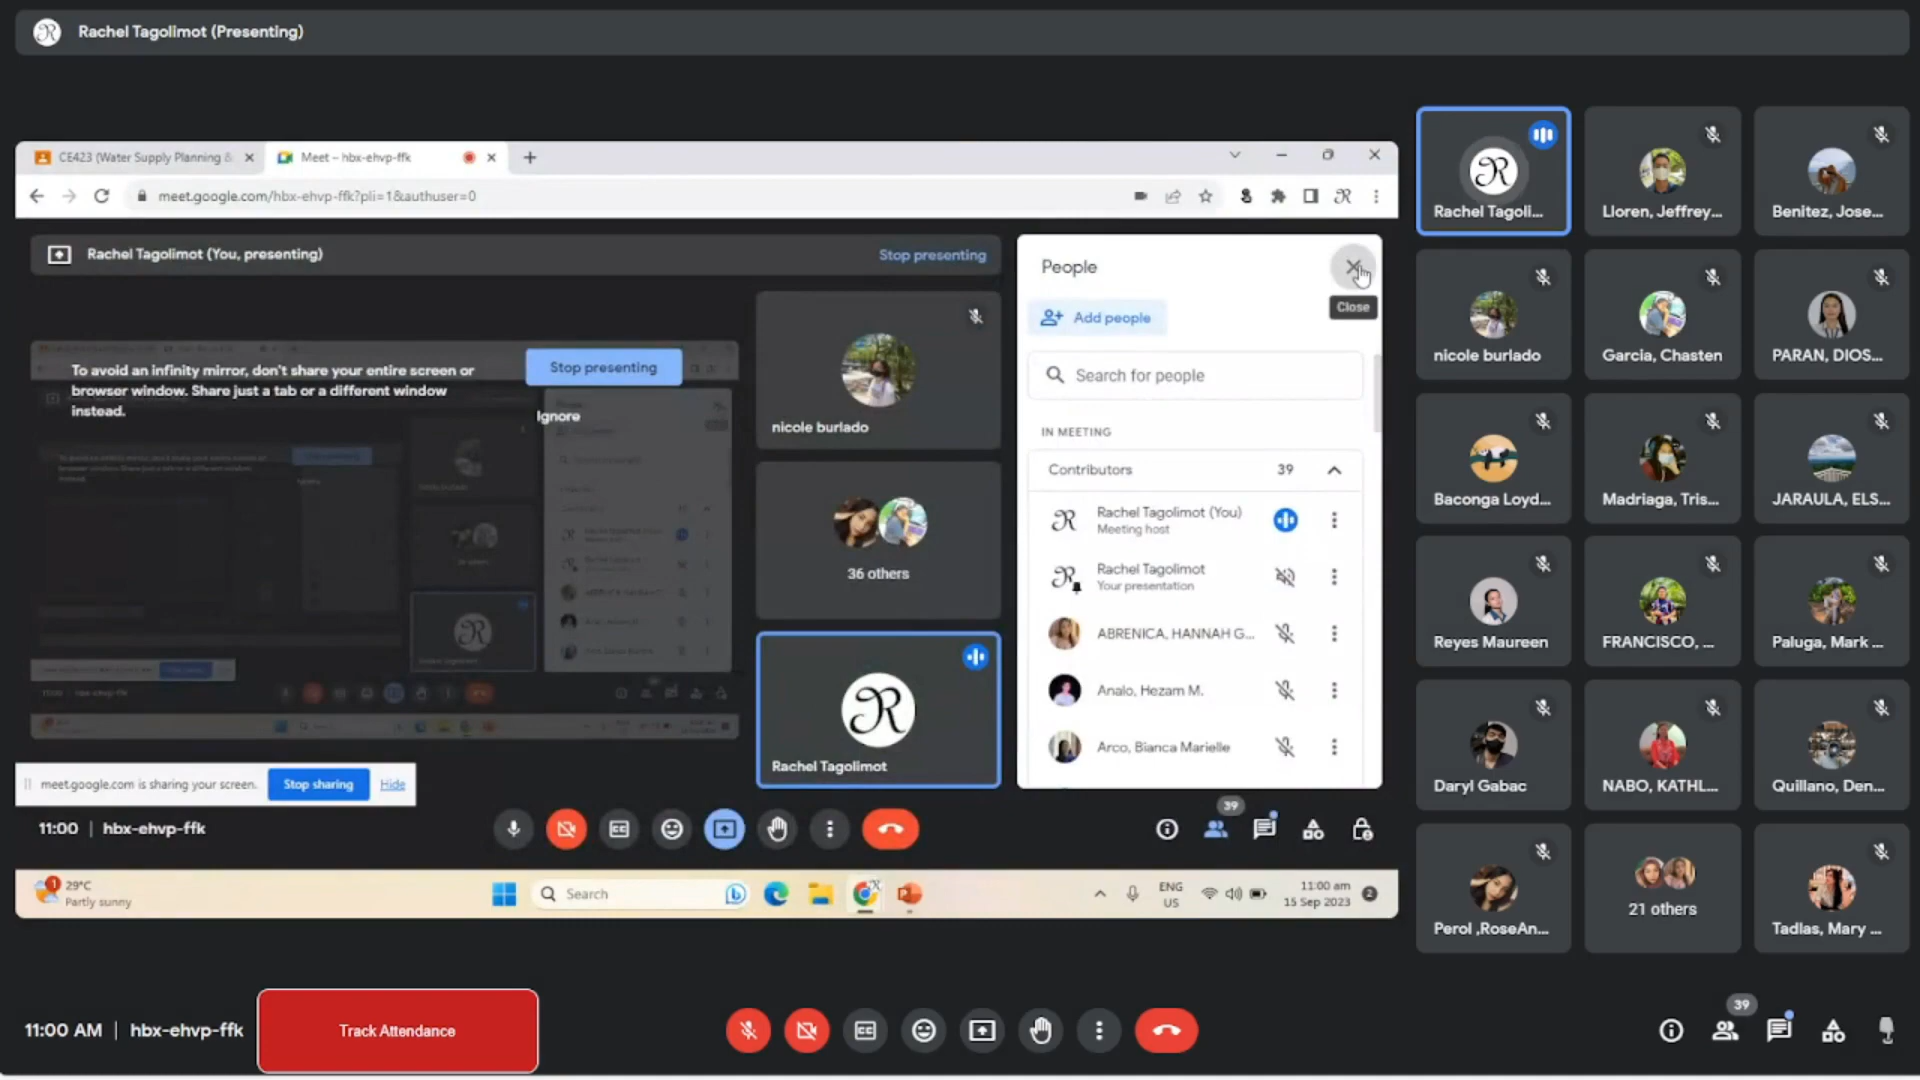 Rachel Tagolimot (Presenting)
CE423 (Water Supply Planning &
Meet – hbx-ehvp-ffk
meet.google.com/hbx-ehvp-ffk?pli=1&authuser=0
Rachel Tagolimot (You, presenting)
Stop presenting
To avoid an infinity mirror, don't share your entire screen or
browser window. Share just a tab or a different window
instead.
Stop presenting
Ignore
nicole burlado
36 others
Rachel Tagolimot
People
Close
Add people
Search for people
IN MEETING
Contributors 39
Rachel Tagolimot (You)
Meeting host
Rachel Tagolimot
Your presentation
ABRENICA, HANNAH G...
Analo, Hezam M.
Arco, Bianca Marielle
meet.google.com is sharing your screen.
Stop sharing
Hide
11:00 | hbx-ehvp-ffk
39
1
29°C
Partly sunny
Search
ENG
US
11:00 am
15 Sep 2023
2
Rachel Tagoli...
Lloren, Jeffrey...
Benitez, Jose...
nicole burlado
Garcia, Chasten
PARAN, DIOS...
Baconga Loyd...
Madriaga, Tris...
JARAULA, ELS...
Reyes Maureen
FRANCISCO, ...
Paluga, Mark ...
Daryl Gabac
NABO, KATHL...
Quillano, Den...
Perol ,RoseAn...
21 others
Tadlas, Mary ...
11:00 AM | hbx-ehvp-ffk
Track Attendance
39